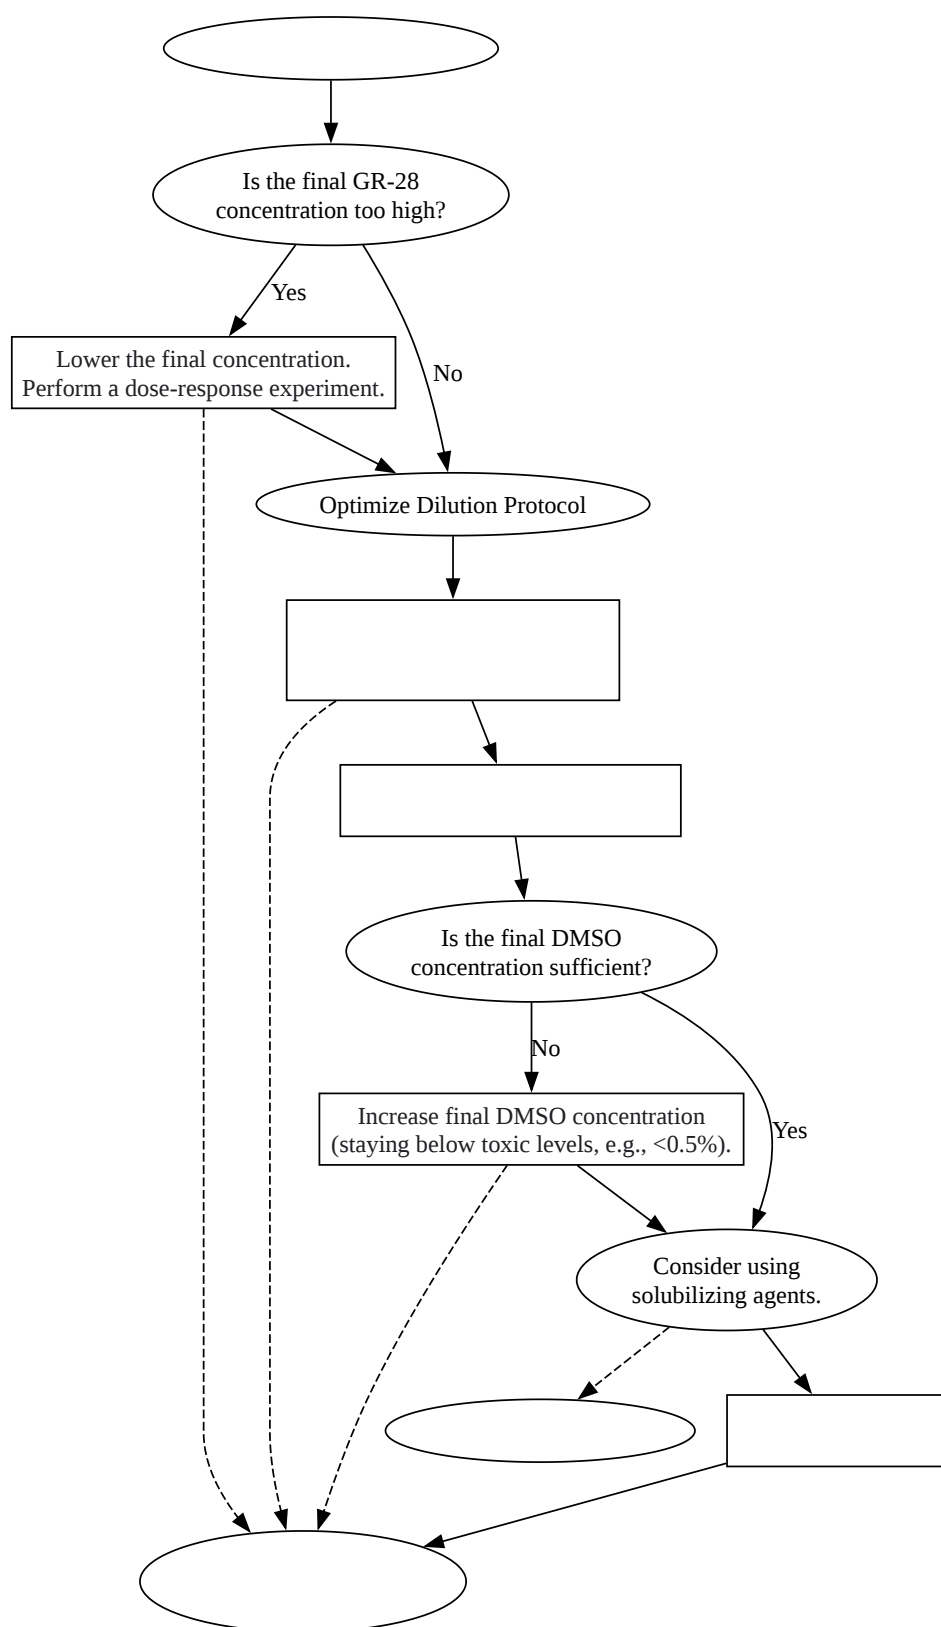 Is the final GR-28
concentration too high?
Yes
Lower the final concentration.
Perform a dose-response experiment.
No
Optimize Dilution Protocol
Is the final DMSO
concentration sufficient?
No
Increase final DMSO concentration
(staying below toxic levels, e.g., <0.5%).
Yes
Consider using
solubilizing agents.